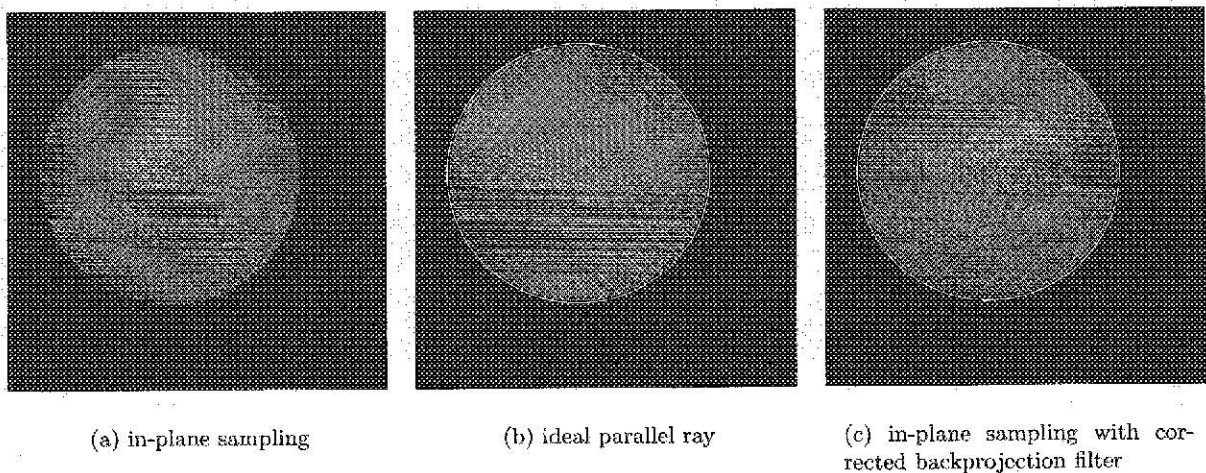 (a) in-plane sampling
(b) ideal parallel ray
(c) in-plane sampling with cor-
rected backprojection filter